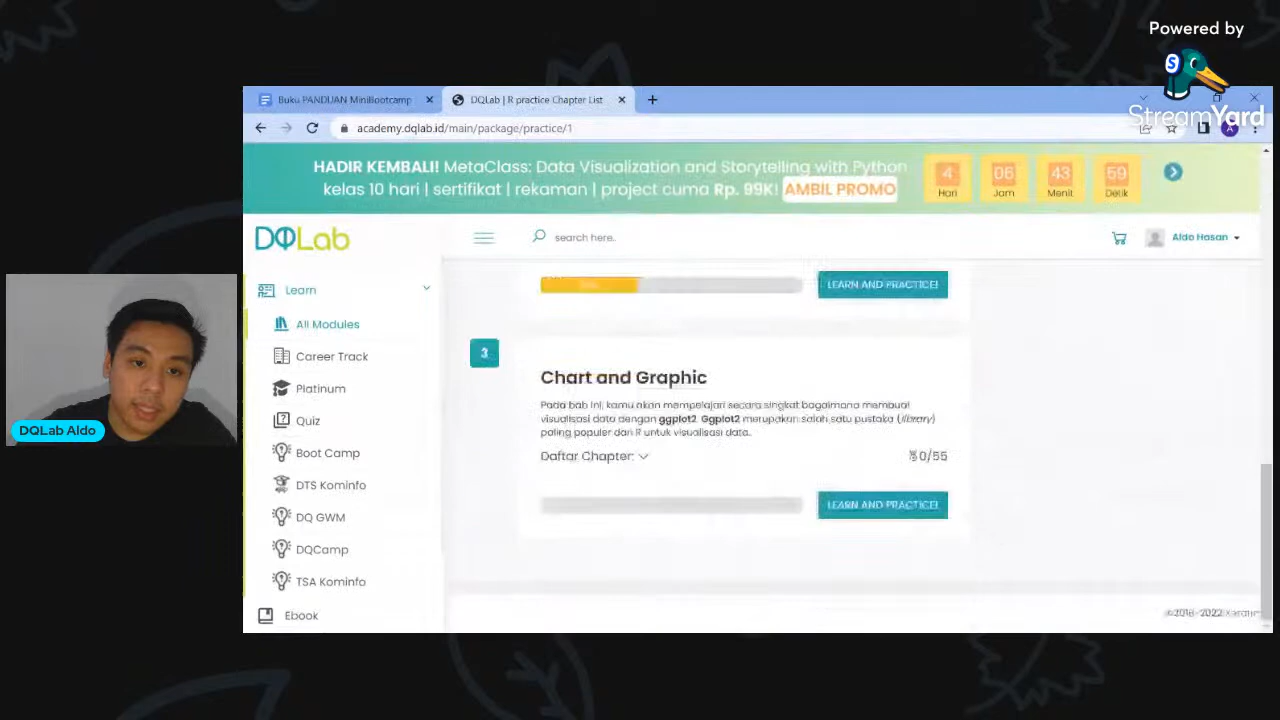 Powered by
StreamYard
Buku PANDUAN MiniBootcamp
DQLab | R practice Chapter List
academy.dqlab.id/main/package/practice/1
HADIR KEMBALI! MetaClass: Data Visualization and Storytelling with Python
kelas 10 hari | sertifikat | rekaman | project cuma Rp. 99K! AMBIL PROMO
4 06 43 59
Hari Jam Menit Detik
DQLab
search here.
Aldo Hasan
Learn
All Modules
Career Track
Platinum
Quiz
Boot Camp
DTS Kominfo
DQ GWM
DQCamp
TSA Kominfo
Ebook
LEARN AND PRACTICE!
3
Chart and Graphic
Pada bab ini, kamu akan mempelajari secara singkat bagaimana membuat
visualisasi data dengan ggplot2. Ggplot2 merupakan salah satu pustaka (library)
paling populer dari R untuk visualisasi data.
Daftar Chapter:
0/55
LEARN AND PRACTICE!
©2018-2022
DQLab Aldo